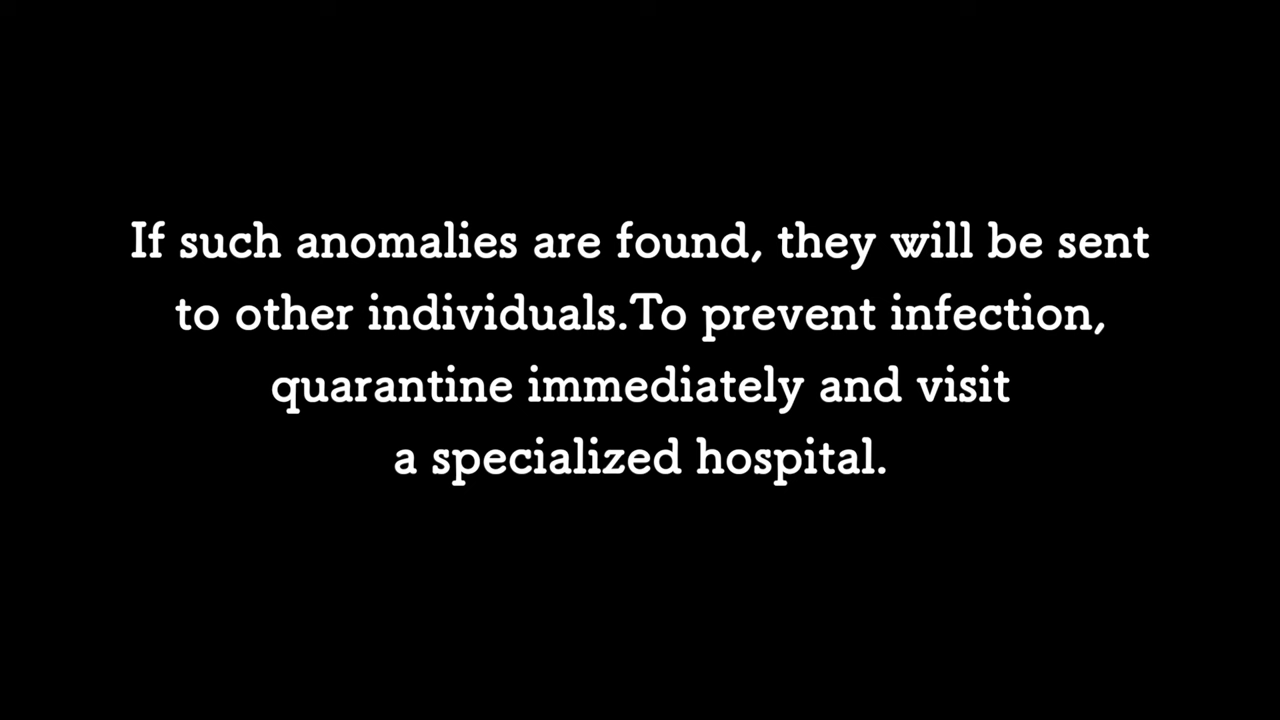 If such anomalies are found, they will be sent
to other individuals.To prevent infection,
quarantine immediately and visit
a specialized hospital.